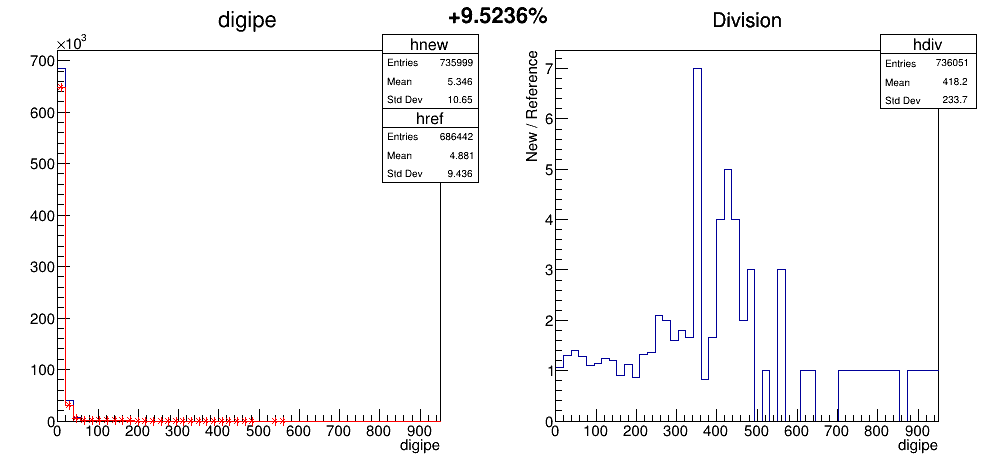 +9.5236%
digipe
×10³
700
600
500
400
300
200
100
0
0 100 200 300 400 500 600 700 800 900
digipe
hnew
Entries 735999
Mean 5.346
Std Dev 10.65
href
Entries 686442
Mean 4.881
Std Dev 9.436
Division
New / Reference
7
6
5
4
3
2
1
0
0 100 200 300 400 500 600 700 800 900
digipe
hdiv
Entries 736051
Mean 418.2
Std Dev 233.7